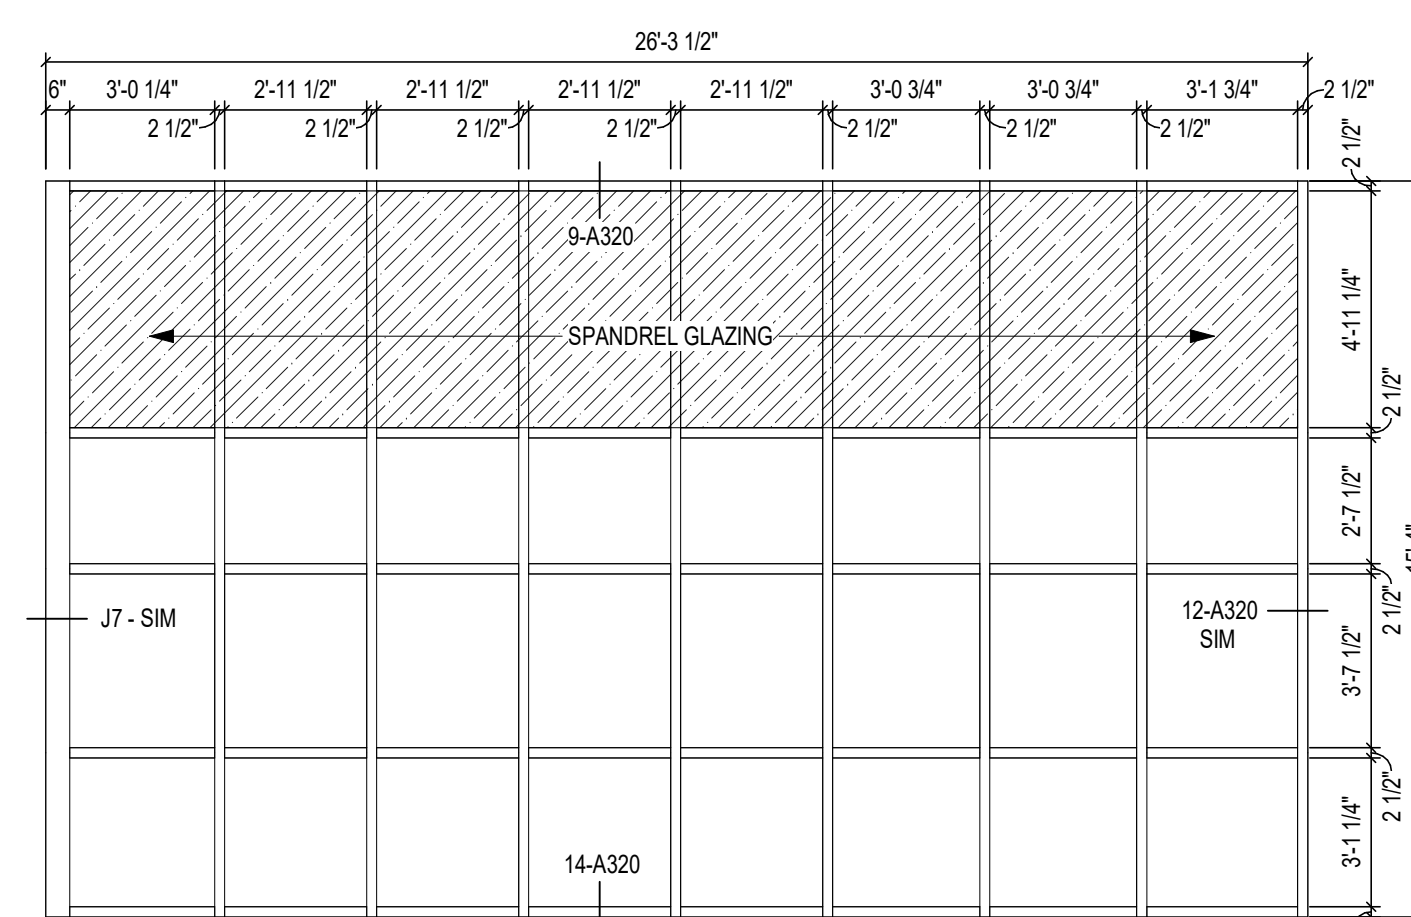 26'-3 1/2"
6" 3'-0 1/4" 2'-11 1/2" 2'-11 1/2" 2'-11 1/2" 2'-11 1/2" 3'-0 3/4" 3'-0 3/4" 3'-1 3/4" 2 1/2"
2 1/2" 2 1/2" 2 1/2" 2 1/2" 2 1/2" 2 1/2" 2 1/2"
2 1/2"
9-A320
4'-11 1/4"
SPANDREL GLAZING
2 1/2"
2'-7 1/2"
J7 - SIM
12-A320
SIM
2 1/2"
3'-7 1/2"
2 1/2"
3'-1 1/4"
14-A320